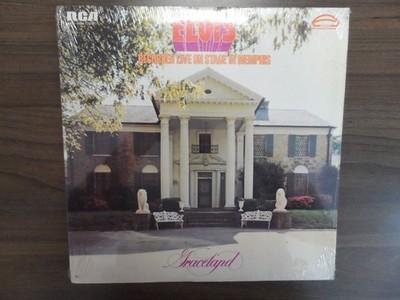 RCA
ELVIS
RECORDED LIVE ON STAGE IN MEMPHIS
Graceland